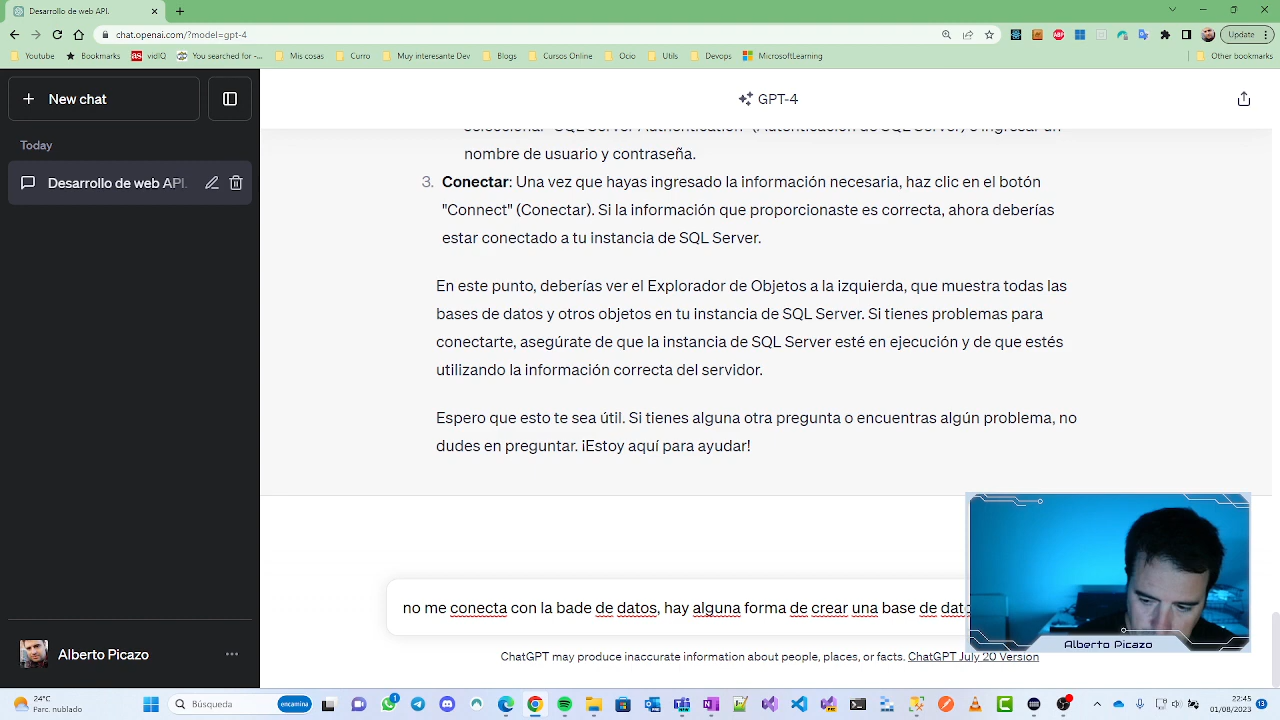 Desarrollo de web API.
chat.openai.com/?model=gpt-4
Update
Youtube
Bookmarks
vidIQ
You searched for -...
Mis cosas
Curro
Muy interesante Dev
Blogs
Cursos Online
Ocio
Utils
Devops
MicrosoftLearning
Other bookmarks
New chat
GPT-4
Today
Desarrollo de web API.
nombre de usuario y contraseña.
3. Conectar: Una vez que hayas ingresado la información necesaria, haz clic en el botón
"Connect" (Conectar). Si la información que proporcionaste es correcta, ahora deberías
estar conectado a tu instancia de SQL Server.
En este punto, deberías ver el Explorador de Objetos a la izquierda, que muestra todas las
bases de datos y otros objetos en tu instancia de SQL Server. Si tienes problemas para
conectarte, asegúrate de que la instancia de SQL Server esté en ejecución y de que estés
utilizando la información correcta del servidor.
Espero que esto te sea útil. Si tienes alguna otra pregunta o encuentras algún problema, no
dudes en preguntar. ¡Estoy aquí para ayudar!
no me conecta con la bade de datos, hay alguna forma de crear una base de dat
Alberto Picazo
Alberto Picazo
ChatGPT may produce inaccurate information about people, places, or facts. ChatGPT July 20 Version
24°C
Parc. nublado
Búsqueda
encamina
1
22:45
01/08/2023
13